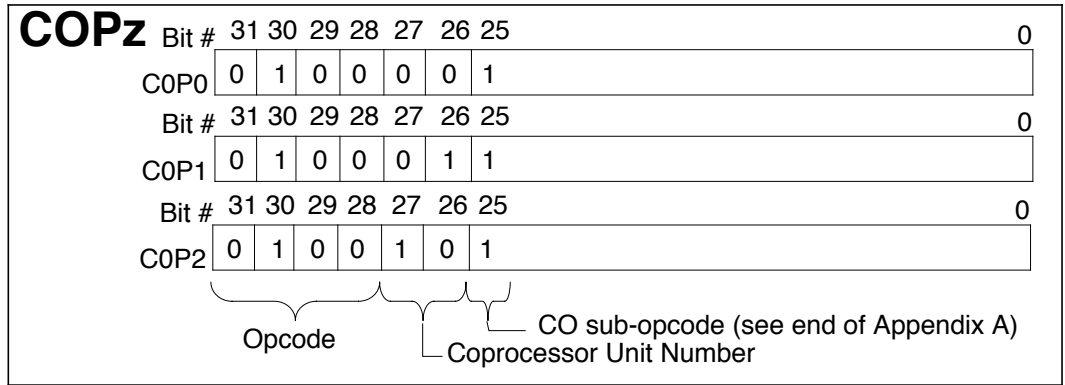 COPz Bit # 31 30 29 28 27 26 25 0
C0P0 0 1 0 0 0 0 1
Bit # 31 30 29 28 27 26 25 0
C0P1 0 1 0 0 0 1 1
Bit # 31 30 29 28 27 26 25 0
C0P2 0 1 0 0 1 0 1
CO sub-opcode (see end of Appendix A)
Opcode
Coprocessor Unit Number